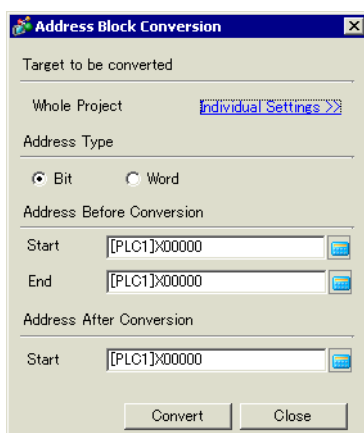 Address Block Conversion
Target to be converted
Whole Project Individual Settings >>
Address Type
Bit Word
Address Before Conversion
Start [PLC1]X00000
End [PLC1]X00000
Address After Conversion
Start [PLC1]X00000
Convert Close